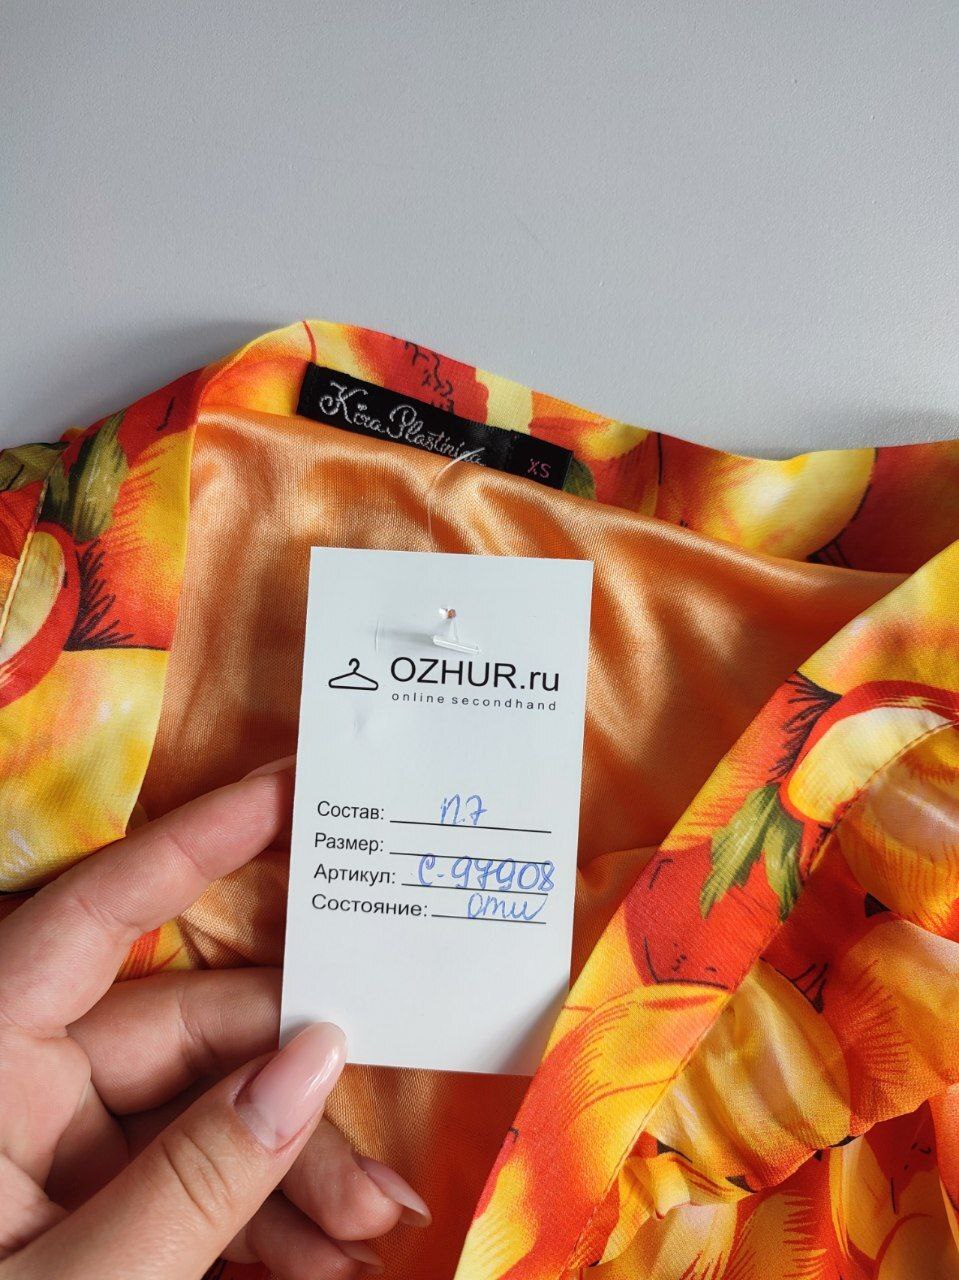 Kira Plastinina
XS
OZHUR.ru
online secondhand
Состав: п.7
Размер:
Артикул: С-97908
Состояние: отл